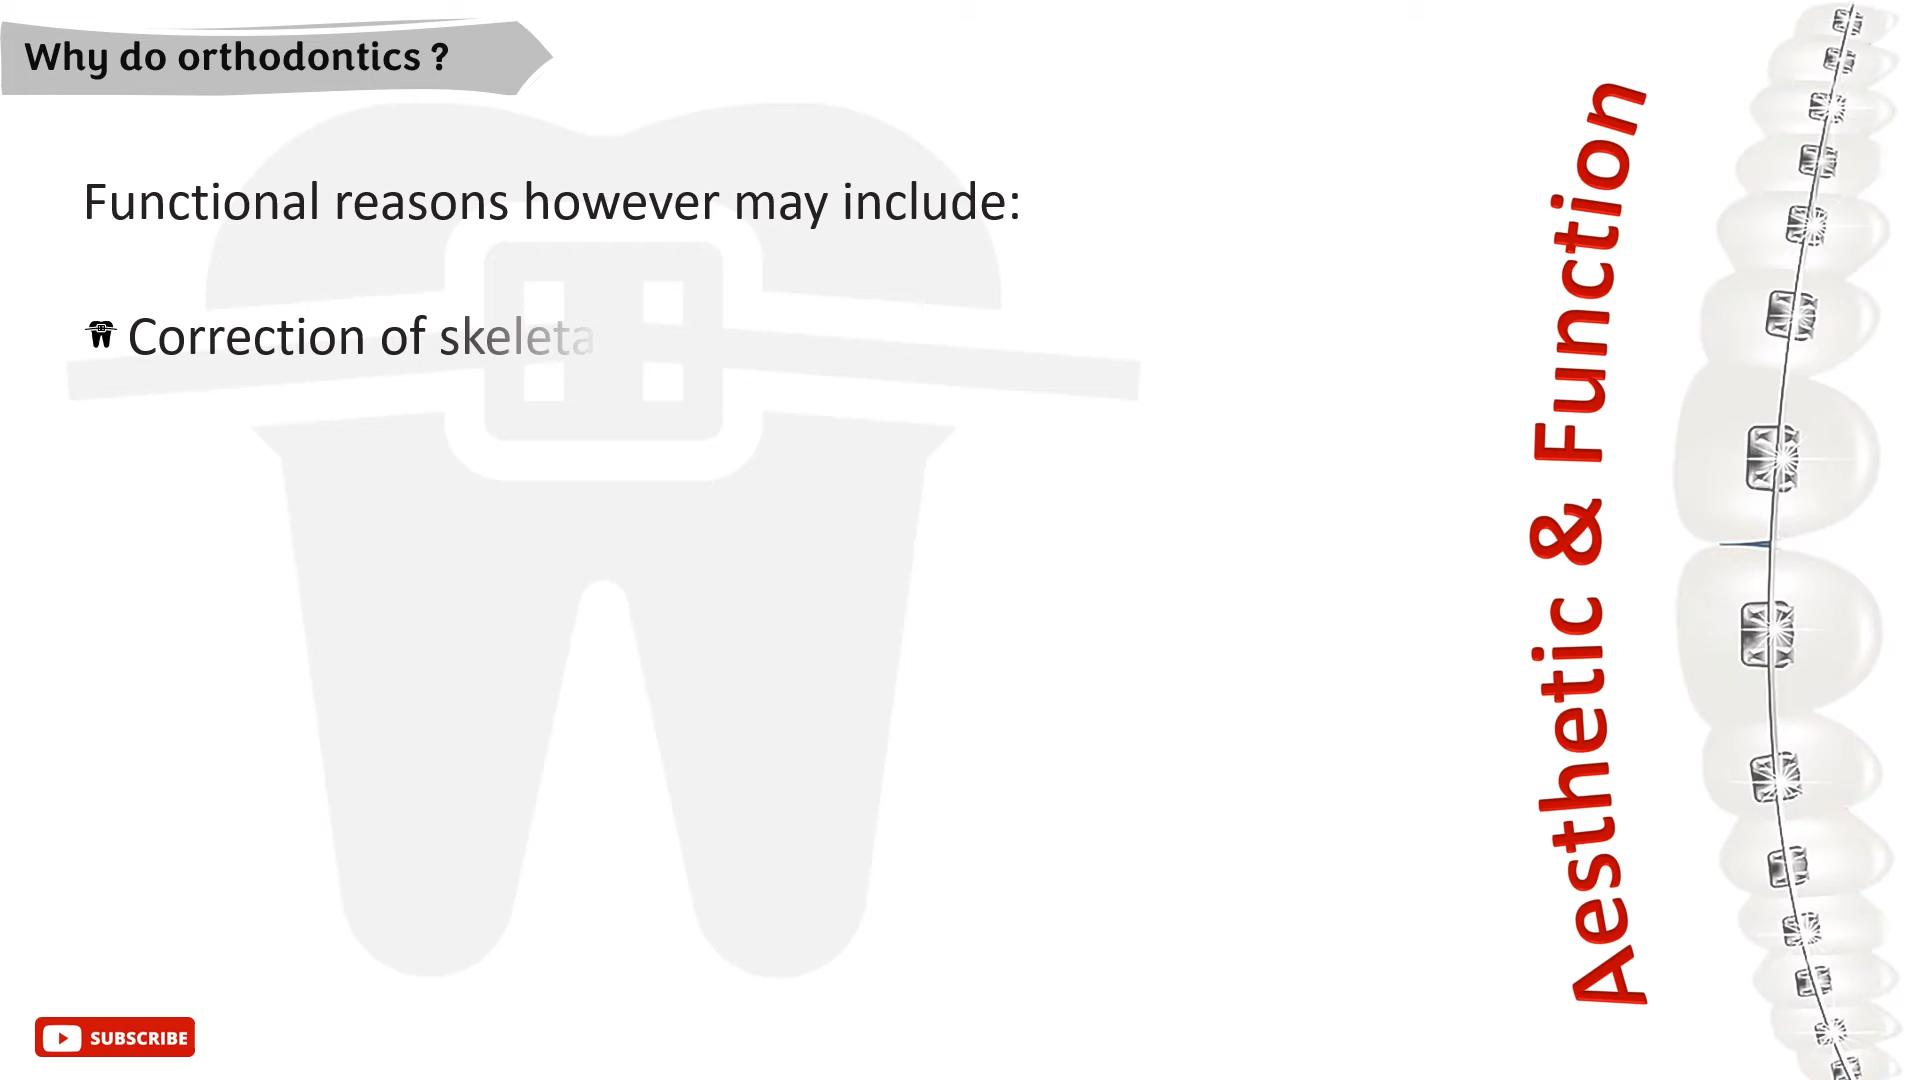 Why do orthodontics ?
Functional reasons however may include:
Correction of skeleta
Aesthetic & Function
SUBSCRIBE